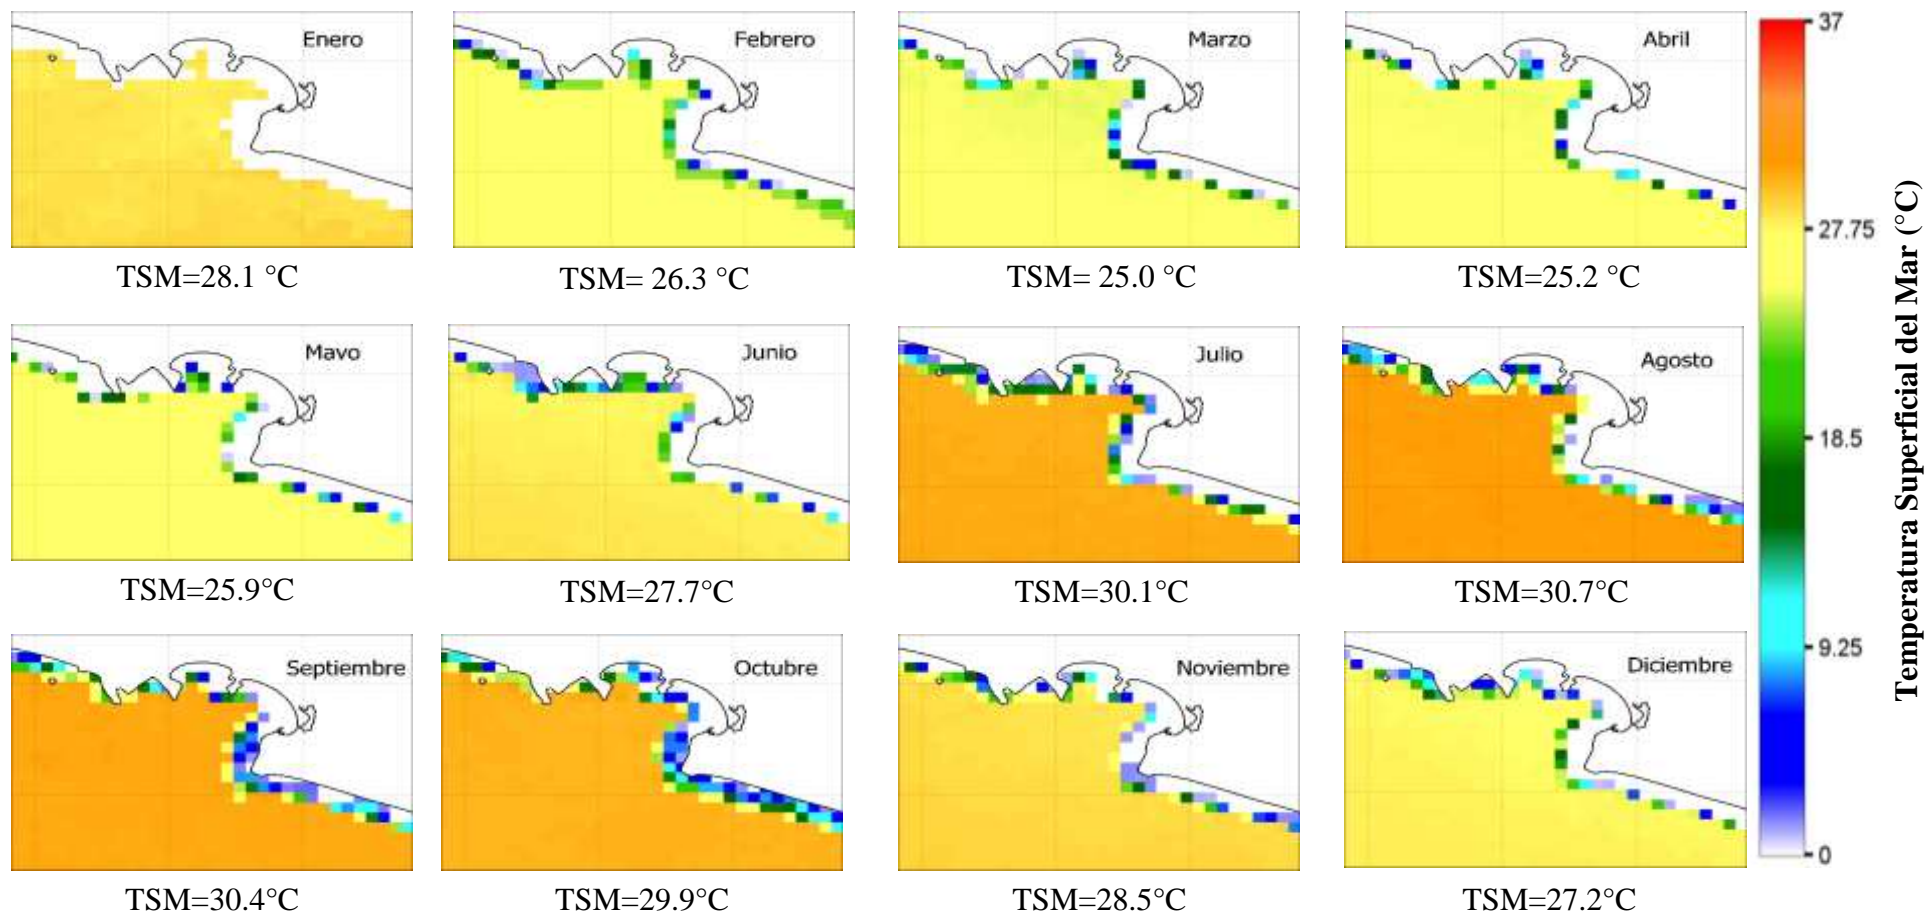 Enero
Febrero
Marzo
Abril
TSM=28.1 °C
TSM= 26.3 °C
TSM= 25.0 °C
TSM=25.2 °C
Mavo
Junio
Julio
Agosto
TSM=25.9°C
TSM=27.7°C
TSM=30.1°C
TSM=30.7°C
Septiembre
Octubre
Noviembre
Diciembre
TSM=30.4°C
TSM=29.9°C
TSM=28.5°C
TSM=27.2°C
37
27.75
18.5
9.25
0
Temperatura Superficial del Mar (°C)